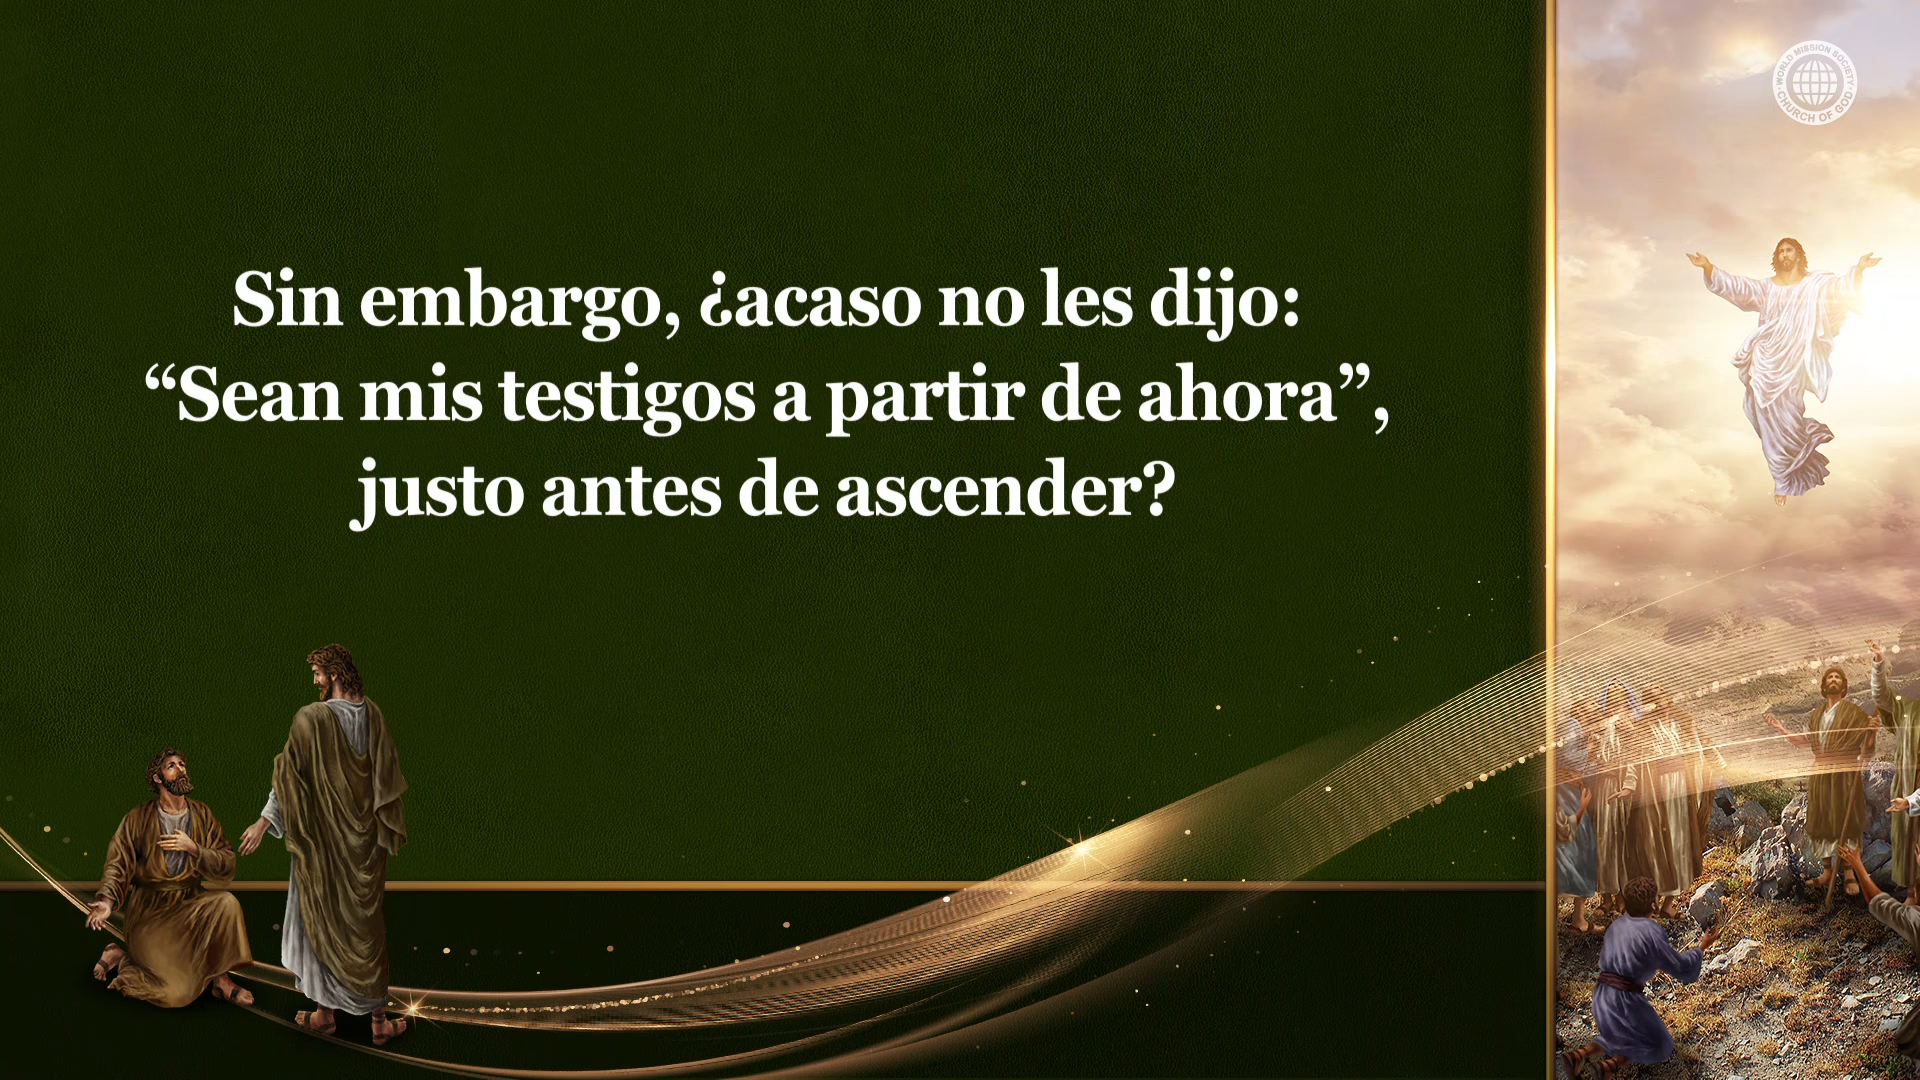 Sin embargo, ¿acaso no les dijo:
“Sean mis testigos a partir de ahora”,
justo antes de ascender?
WORLD MISSION SOCIETY
CHURCH OF GOD